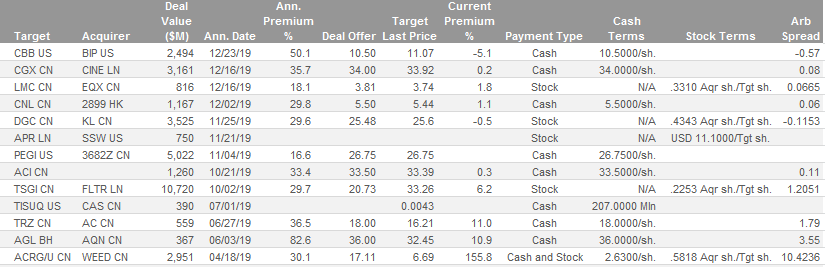 Target Acquirer Deal Value ($M) Ann. Date Ann. Premium % Deal Offer Target Last Price Current Premium % Payment Type Cash Terms Stock Terms Arb Spread
CBB US BIP US 2,494 12/23/19 50.1 10.50 11.07 -5.1 Cash 10.5000/sh. -0.57
CGX CN CINE LN 3,161 12/16/19 35.7 34.00 33.92 0.2 Cash 34.0000/sh. 0.08
LMC CN EQX CN 816 12/16/19 18.1 3.81 3.74 1.8 Stock N/A .3310 Aqr sh./Tgt sh. 0.0665
CNL CN 2899 HK 1,167 12/02/19 29.8 5.50 5.44 1.1 Cash 5.5000/sh. 0.06
DGC CN KL CN 3,525 11/25/19 29.6 25.48 25.6 -0.5 Stock N/A .4343 Aqr sh./Tgt sh. -0.1153
APR LN SSW US 750 11/21/19 Stock N/A USD 11.1000/Tgt sh.
PEGI US 3682Z CN 5,022 11/04/19 16.6 26.75 26.75 Cash 26.7500/sh.
ACI CN 1,260 10/21/19 33.4 33.50 33.39 0.3 Cash 33.5000/sh. 0.11
TSGI CN FLTR LN 10,720 10/02/19 29.7 20.73 33.26 6.2 Stock N/A .2253 Aqr sh./Tgt sh. 1.2051
TISUQ US CAS CN 390 07/01/19 0.0043 Cash 207.0000 Mln
TRZ CN AC CN 559 06/27/19 36.5 18.00 16.21 11.0 Cash 18.0000/sh. 1.79
AGL BH AQN CN 367 06/03/19 82.6 36.00 32.45 10.9 Cash 36.0000/sh. 3.55
ACRG/U CN WEED CN 2,951 04/18/19 30.1 17.11 6.69 155.8 Cash and Stock 2.6300/sh. .5818 Aqr sh./Tgt sh. 10.4236